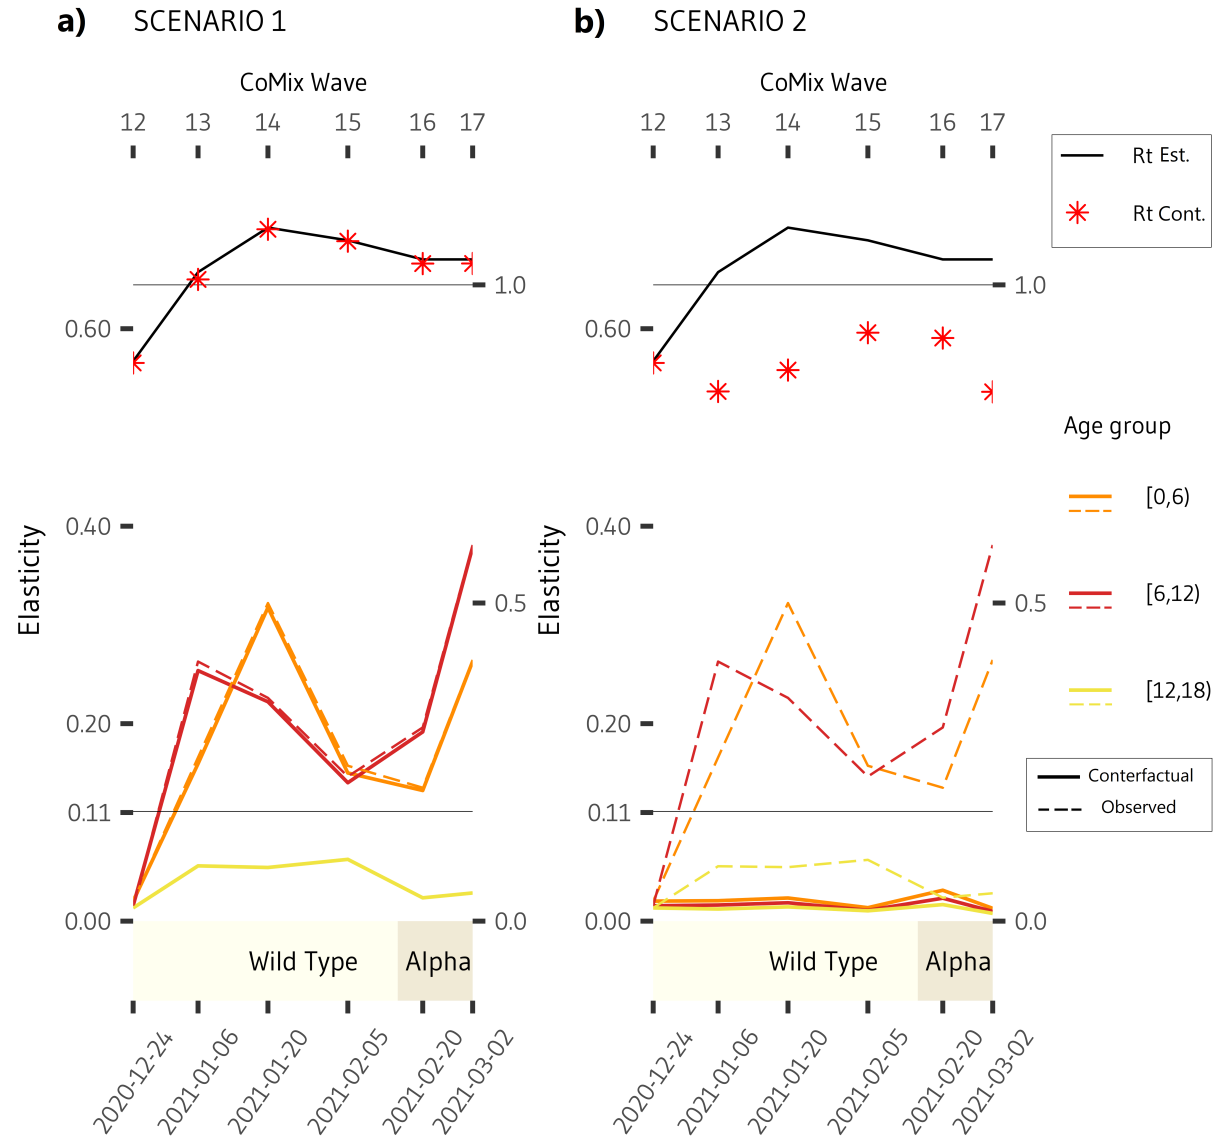 a) SCENARIO 1
CoMix Wave
12 13 14 15 16 17
1.0
0.60
0.40
0.5
0.20
0.11
0.00
0.0
Elasticity
Wild Type Alpha
2020-12-24 2021-01-06 2021-01-20 2021-02-05 2021-02-20 2021-03-02
b) SCENARIO 2
CoMix Wave
12 13 14 15 16 17
1.0
0.60
0.40
0.5
0.20
0.11
0.00
0.0
Elasticity
Wild Type Alpha
2020-12-24 2021-01-06 2021-01-20 2021-02-05 2021-02-20 2021-03-02
Rt Est.
Rt Cont.
Age group
[0,6)
[6,12)
[12,18)
Conterfactual
Observed